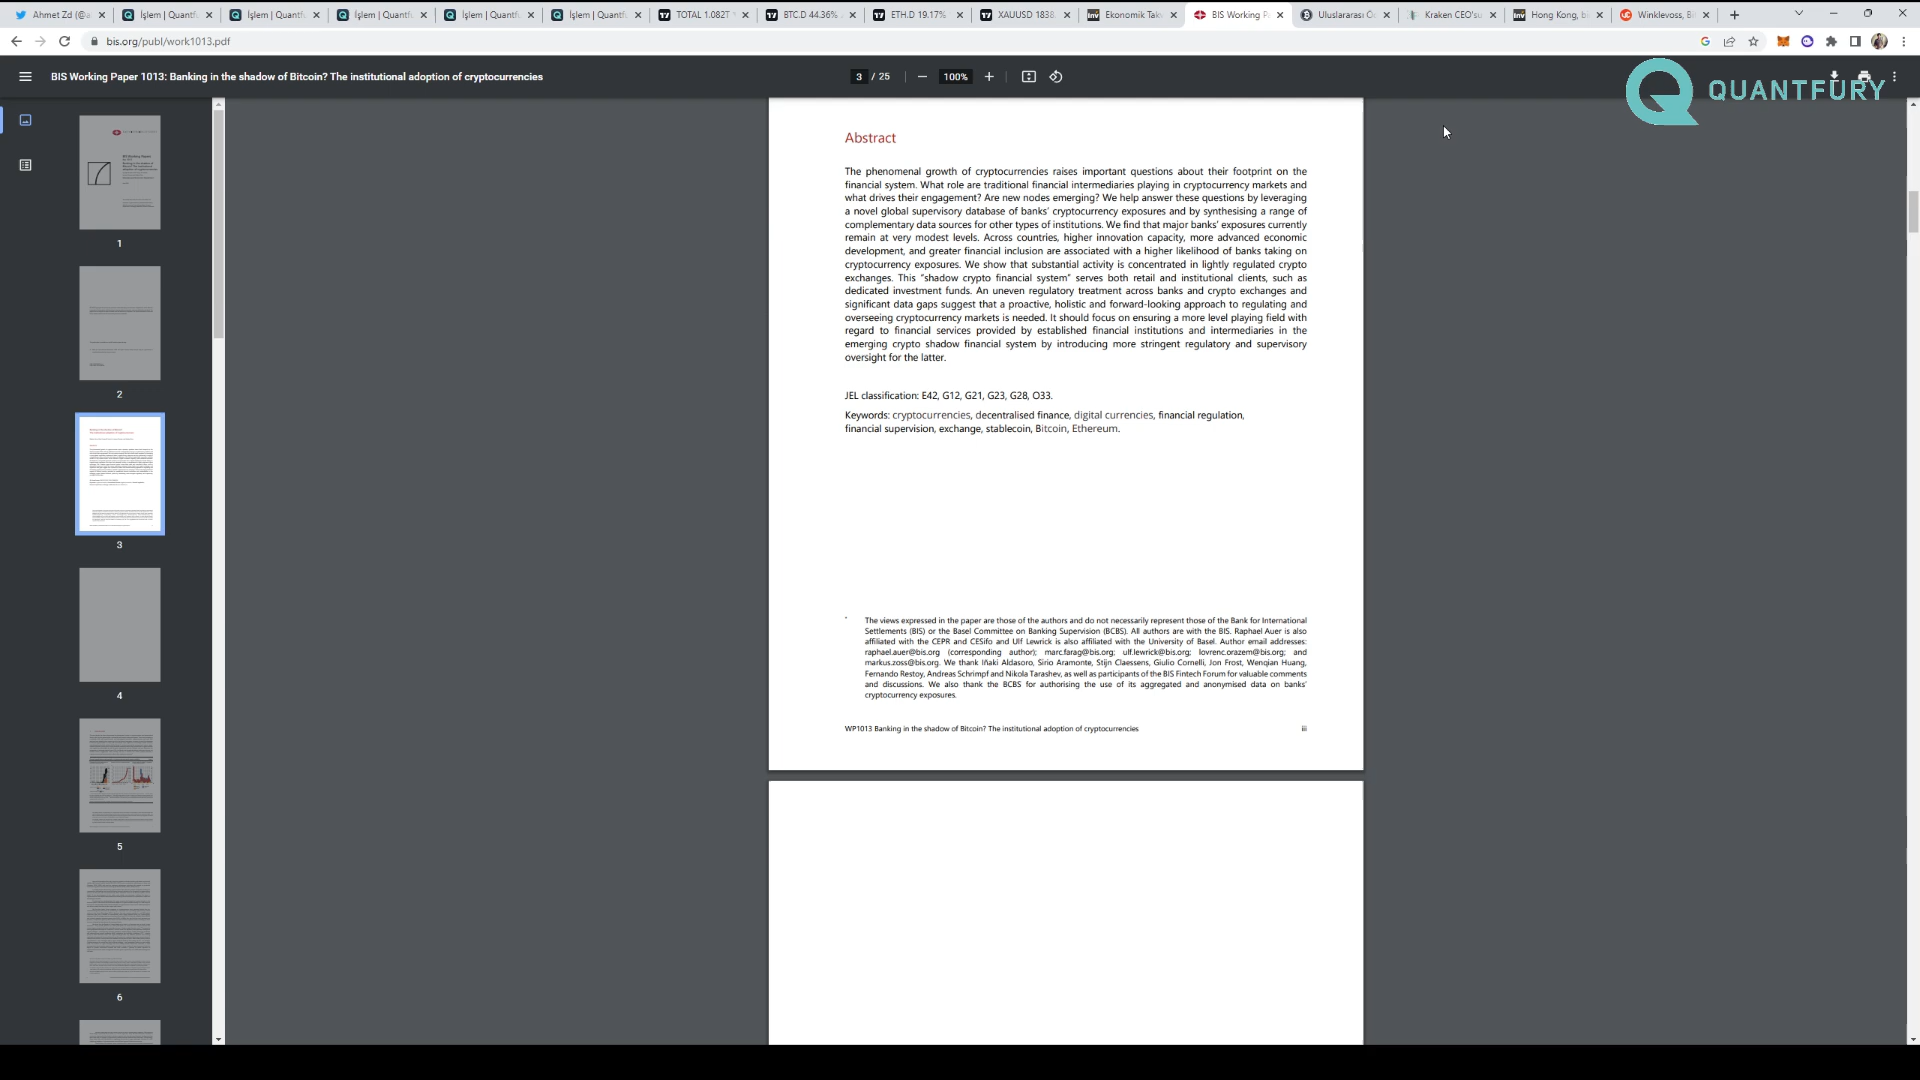 Ahmet Zd (@a
İşlem | Quantf
İşlem | Quantf
İşlem | Quantf
İşlem | Quantf
İşlem | Quantf
TOTAL 1.082T
BTC.D 44.36%
ETH.D 19.17%
XAUUSD 1838.
Ekonomik Tak
BIS Working P
Uluslararası Ö
Kraken CEO'su
Hong Kong, b
Winklevoss, Bi
bis.org/publ/work1013.pdf
BIS Working Paper 1013: Banking in the shadow of Bitcoin? The institutional adoption of cryptocurrencies
3 / 25
100%
QUANTFURY
1
2
3
4
5
6
Abstract
The phenomenal growth of cryptocurrencies raises important questions about their footprint on the
financial system. What role are traditional financial intermediaries playing in cryptocurrency markets and
what drives their engagement? Are new nodes emerging? We help answer these questions by leveraging
a novel global supervisory database of banks' cryptocurrency exposures and by synthesising a range of
complementary data sources for other types of institutions. We find that major banks' exposures currently
remain at very modest levels. Across countries, higher innovation capacity, more advanced economic
development, and greater financial inclusion are associated with a higher likelihood of banks taking on
cryptocurrency exposures. We show that substantial activity is concentrated in lightly regulated crypto
exchanges. This "shadow crypto financial system" serves both retail and institutional clients, such as
dedicated investment funds. An uneven regulatory treatment across banks and crypto exchanges and
significant data gaps suggest that a proactive, holistic and forward-looking approach to regulating and
overseeing cryptocurrency markets is needed. It should focus on ensuring a more level playing field with
regard to financial services provided by established financial institutions and intermediaries in the
emerging crypto shadow financial system by introducing more stringent regulatory and supervisory
oversight for the latter.
JEL classification: E42, G12, G21, G23, G28, O33.
Keywords: cryptocurrencies, decentralised finance, digital currencies, financial regulation,
financial supervision, exchange, stablecoin, Bitcoin, Ethereum.
The views expressed in the paper are those of the authors and do not necessarily represent those of the Bank for International
Settlements (BIS) or the Basel Committee on Banking Supervision (BCBS). All authors are with the BIS. Raphael Auer is also
affiliated with the CEPR and CESifo and Ulf Lewrick is also affiliated with the University of Basel. Author email addresses:
raphael.auer@bis.org (corresponding author); marc.farag@bis.org; ulf.lewrick@bis.org; lovrenc.orazem@bis.org; and
markus.zoss@bis.org. We thank Iñaki Aldasoro, Sirio Aramonte, Stijn Claessens, Giulio Cornelli, Jon Frost, Wenqian Huang,
Fernando Restoy, Andreas Schrimpf and Nikola Tarashev, as well as participants of the BIS Fintech Forum for valuable comments
and discussions. We also thank the BCBS for authorising the use of its aggregated and anonymised data on banks'
cryptocurrency exposures.
WP1013 Banking in the shadow of Bitcoin? The institutional adoption of cryptocurrencies
iii